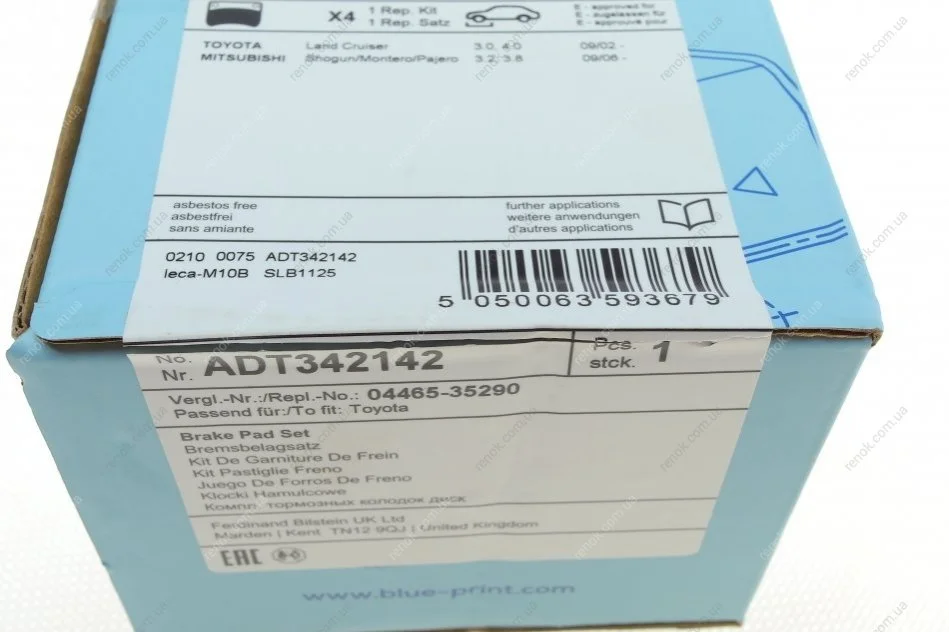 X4 1 Rep. Kit
1 Rep. Satz
E - approved for
E - zugelassen für
E - approuvé pour
TOYOTA Land Cruiser 3.0, 4.0 09/02 -
MITSUBISHI Shogun/Montero/Pajero 3.2, 3.8 09/06 -
asbestos free
asbestfrei
sans amiante
further applications
weitere anwendungen
d'autres applications
0210 0075 ADT342142
leca-M10B SLB1125
5 050063 593679
No.
Nr. ADT342142
Pcs.
stck. 1
Vergl.-Nr.:/Repl.-No.: 04465-35290
Passend für:/To fit: Toyota
Brake Pad Set
Bremsbelagsatz
Kit De Garniture De Frein
Kit Pastiglie Freno
Juego De Forros De Freno
Klocki Hamulcowe
Компл. тормозных колодок диск
Ferdinand Bilstein UK Ltd
Marden | Kent TN12 9QJ | United Kingdom
EAC
www.blue-print.com
renok.com.ua